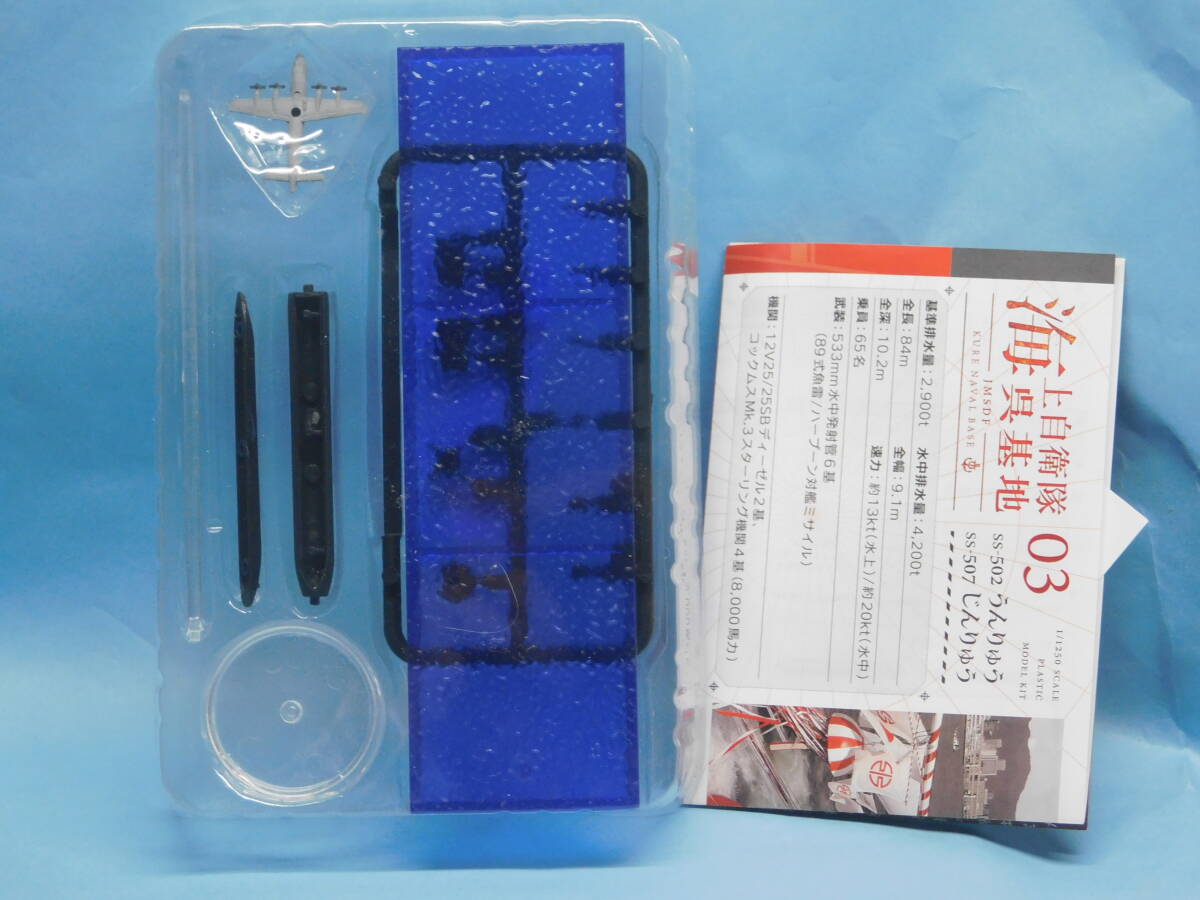 海上自衛隊
呉基地
JMSDF
KURE NAVAL BASE
03
SS-502 うんりゅう
SS-507 じんりゅう
1/1250 SCALE
PLASTIC
MODEL KIT
基準排水量：2,900t 水中排水量：4,200t
全長：84m 全幅：9.1m
全深：10.2m 速力：約13kt(水上)/約20kt(水中)
乗員：65名
武装：533mm水中発射管6基
(89式魚雷/ハープーン対艦ミサイル)
機関：12V25/25SBディーゼル2基、
コックムスMk.3スターリング機関4基(8,000馬力)
515